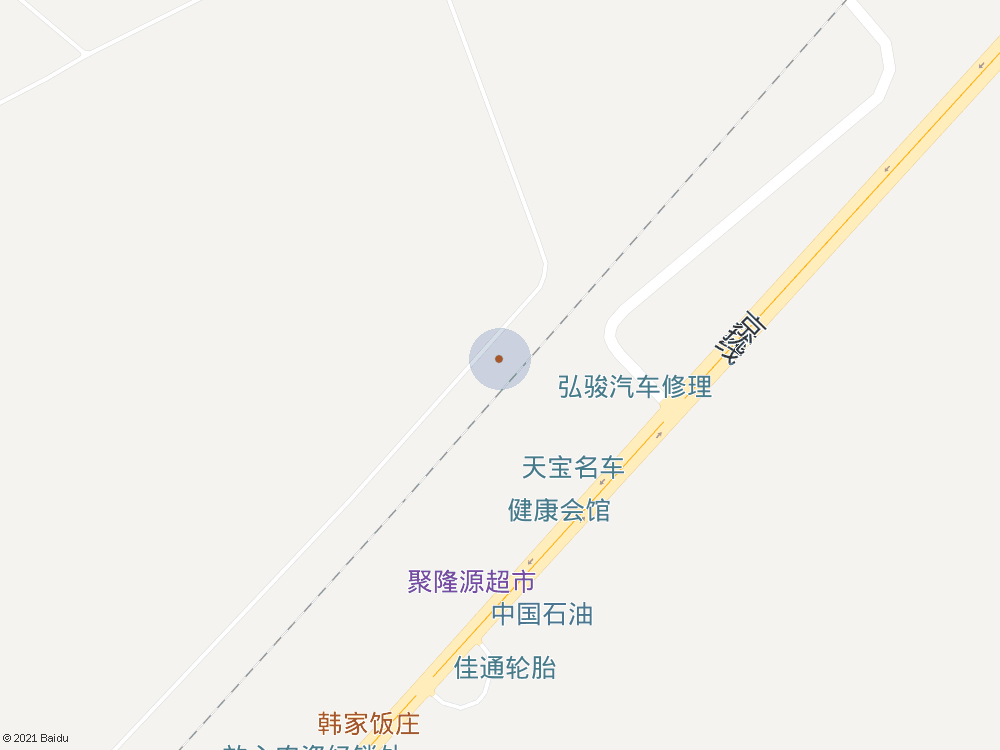 京抚线
弘骏汽车修理
天宝名车
健康会馆
聚隆源超市
中国石油
佳通轮胎
韩家饭庄
© 2021 Baidu